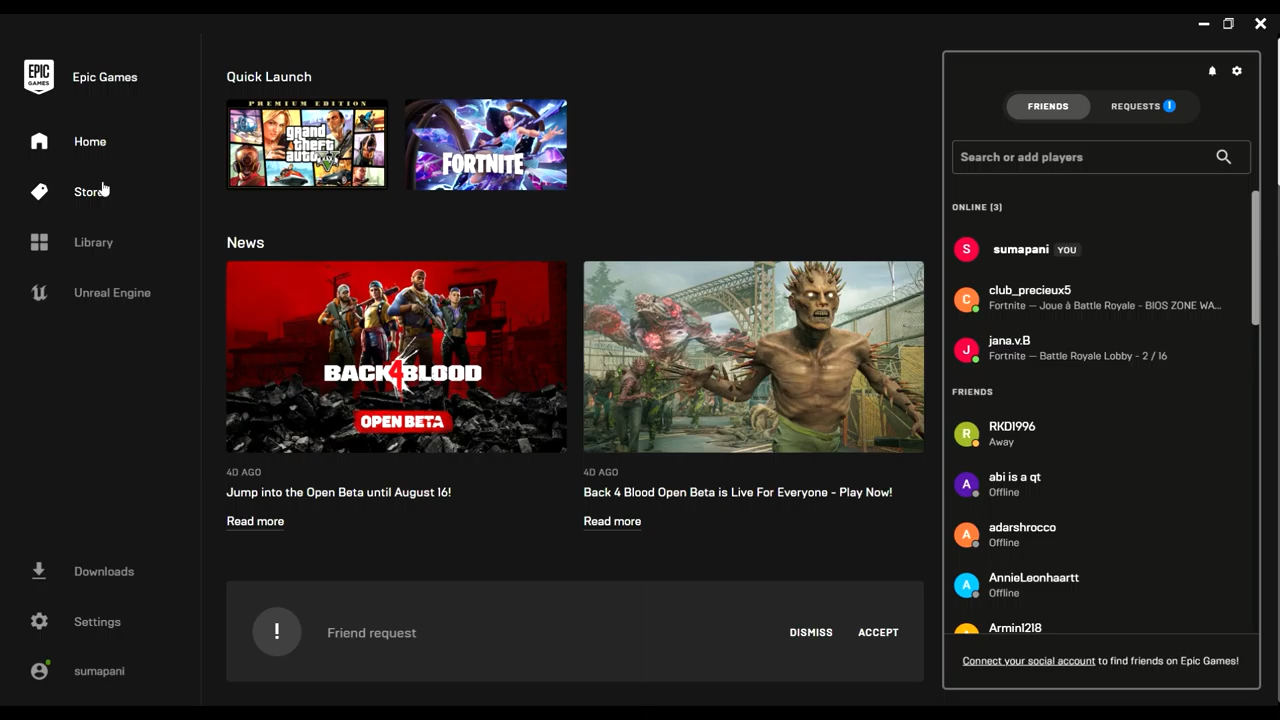 EPIC
GAMES
Epic Games
Home
Store
Library
Unreal Engine
Downloads
Settings
sumapani
Quick Launch
PREMIUM EDITION
grand
theft
auto
V
FORTNITE
News
BACK4BLOOD
OPEN BETA
4D AGO
Jump into the Open Beta until August 16!
Read more
4D AGO
Back 4 Blood Open Beta is Live For Everyone - Play Now!
Read more
!
Friend request
DISMISS
ACCEPT
FRIENDS
REQUESTS 1
Search or add players
ONLINE (3)
S
sumapani YOU
C
club_precieux5
Fortnite — Joue à Battle Royale - BIOS ZONE WA...
J
jana.v.B
Fortnite — Battle Royale Lobby - 2 / 16
FRIENDS
R
RKD1996
Away
A
abi is a qt
Offline
A
adarshrocco
Offline
A
AnnieLeonhaartt
Offline
Armin1218
Connect your social account to find friends on Epic Games!